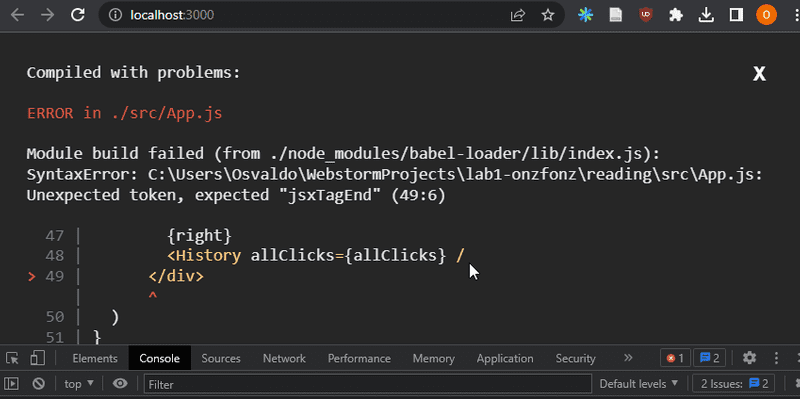 localhost:3000
Compiled with problems:
X
ERROR in ./src/App.js
Module build failed (from ./node_modules/babel-loader/lib/index.js):
SyntaxError: C:\Users\Osvaldo\WebstormProjects\lab1-onzfonz\reading\src\App.js:
Unexpected token, expected "jsxTagEnd" (49:6)
47 | {right}
48 | <History allClicks={allClicks} /
> 49 | </div>
| ^
50 | )
51 | }
Elements Console Sources Network Performance Memory Application Security » 1 2
top ▼ Filter Default levels ▼ 2 Issues: 2